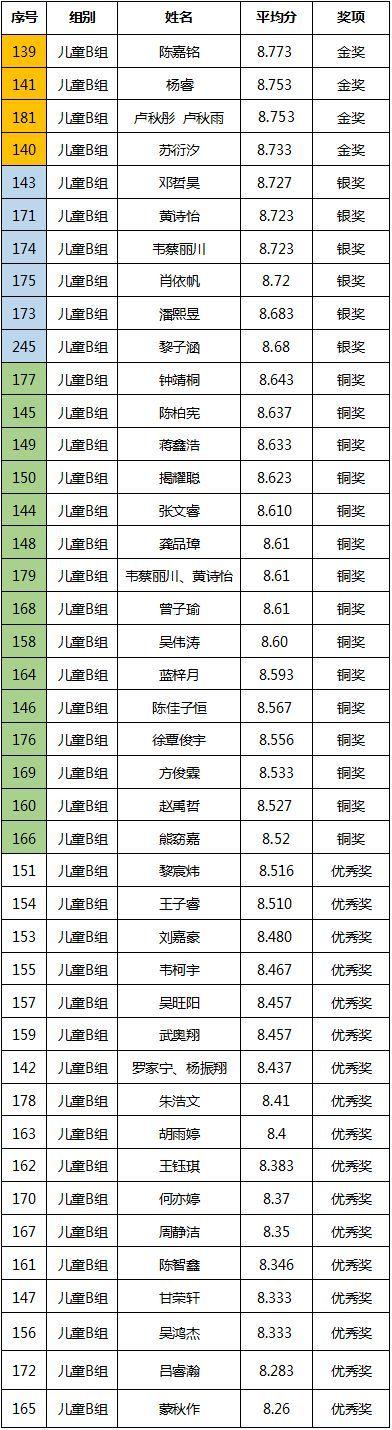 序号 组别 姓名 平均分 奖项
139 儿童B组 陈嘉铭 8.773 金奖
141 儿童B组 杨睿 8.753 金奖
181 儿童B组 卢秋彤 卢秋雨 8.753 金奖
140 儿童B组 苏衍汐 8.733 金奖
143 儿童B组 邓哲昊 8.727 银奖
171 儿童B组 黄诗怡 8.723 银奖
174 儿童B组 韦蔡丽川 8.723 银奖
175 儿童B组 肖依帆 8.72 银奖
173 儿童B组 潘熙昱 8.683 银奖
245 儿童B组 黎子涵 8.68 银奖
177 儿童B组 钟靖桐 8.643 铜奖
145 儿童B组 陈柏宪 8.637 铜奖
149 儿童B组 蒋鑫浩 8.633 铜奖
150 儿童B组 揭耀聪 8.623 铜奖
144 儿童B组 张文睿 8.610 铜奖
148 儿童B组 龚品璋 8.61 铜奖
179 儿童B组 韦蔡丽川、黄诗怡 8.61 铜奖
168 儿童B组 曾子瑜 8.61 铜奖
158 儿童B组 吴伟涛 8.60 铜奖
164 儿童B组 蓝梓月 8.593 铜奖
146 儿童B组 陈佳子恒 8.567 铜奖
176 儿童B组 徐覃俊宇 8.556 铜奖
169 儿童B组 方俊霖 8.533 铜奖
160 儿童B组 赵禹哲 8.527 铜奖
166 儿童B组 熊窈嘉 8.52 铜奖
151 儿童B组 黎宸炜 8.516 优秀奖
154 儿童B组 王子睿 8.510 优秀奖
153 儿童B组 刘嘉豪 8.480 优秀奖
155 儿童B组 韦柯宇 8.467 优秀奖
157 儿童B组 吴旺阳 8.457 优秀奖
159 儿童B组 武奥翔 8.457 优秀奖
142 儿童B组 罗家宁、杨振翔 8.437 优秀奖
178 儿童B组 朱浩文 8.41 优秀奖
163 儿童B组 胡雨婷 8.4 优秀奖
162 儿童B组 王钰琪 8.383 优秀奖
170 儿童B组 何亦婷 8.37 优秀奖
167 儿童B组 周静洁 8.35 优秀奖
161 儿童B组 陈智鑫 8.346 优秀奖
147 儿童B组 甘荣轩 8.333 优秀奖
156 儿童B组 吴鸿杰 8.333 优秀奖
172 儿童B组 吕睿瀚 8.283 优秀奖
165 儿童B组 蒙秋作 8.26 优秀奖